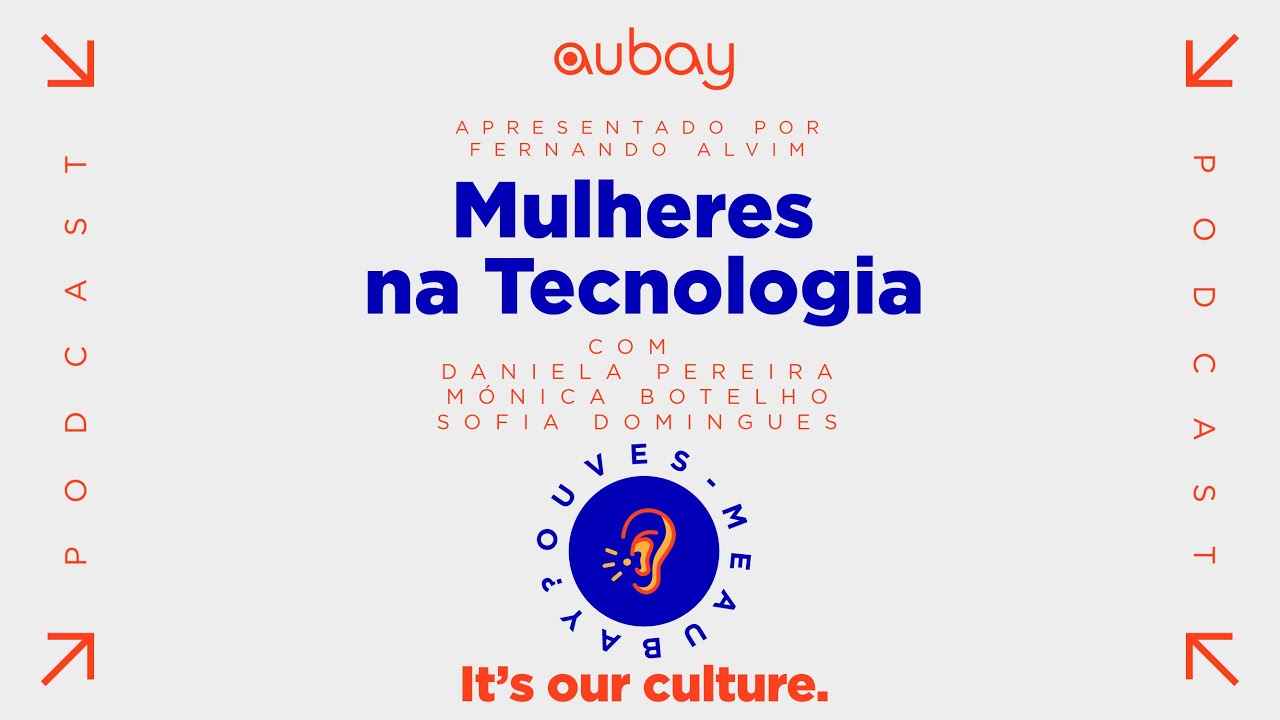 aubay
APRESENTADO POR
FERNANDO ALVIM
Mulheres
na Tecnologia
COM
DANIELA PEREIRA
MÓNICA BOTELHO
SOFIA DOMINGUES
OUVES-ME AUBAY?
It's our culture.
PODCAST
PODCAST